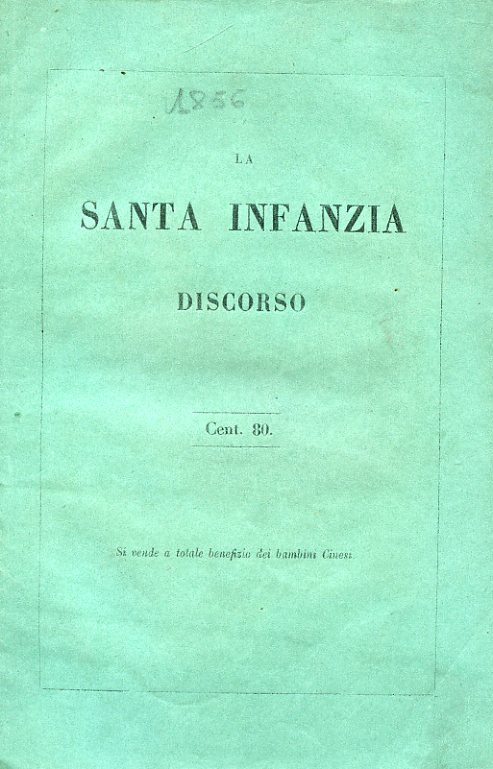 1856
LA
SANTA INFANZIA
DISCORSO
Cent. 80.
Si vende a totale benefizio dei bambini Cinesi